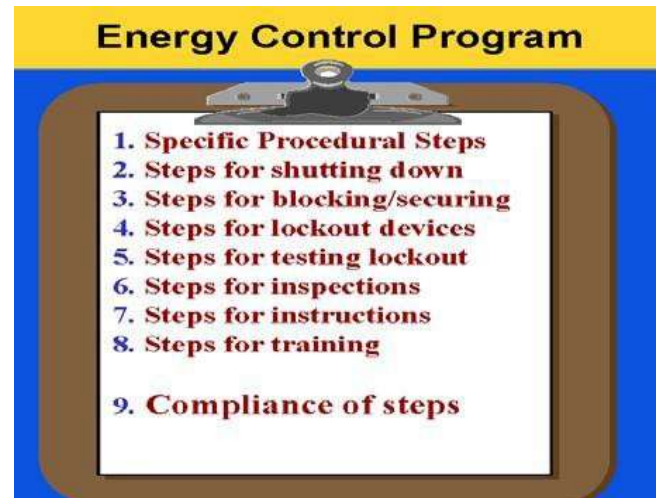 Energy Control Program
1. Specific Procedural Steps
2. Steps for shutting down
3. Steps for blocking/securing
4. Steps for lockout devices
5. Steps for testing lockout
6. Steps for inspections
7. Steps for instructions
8. Steps for training
9. Compliance of steps